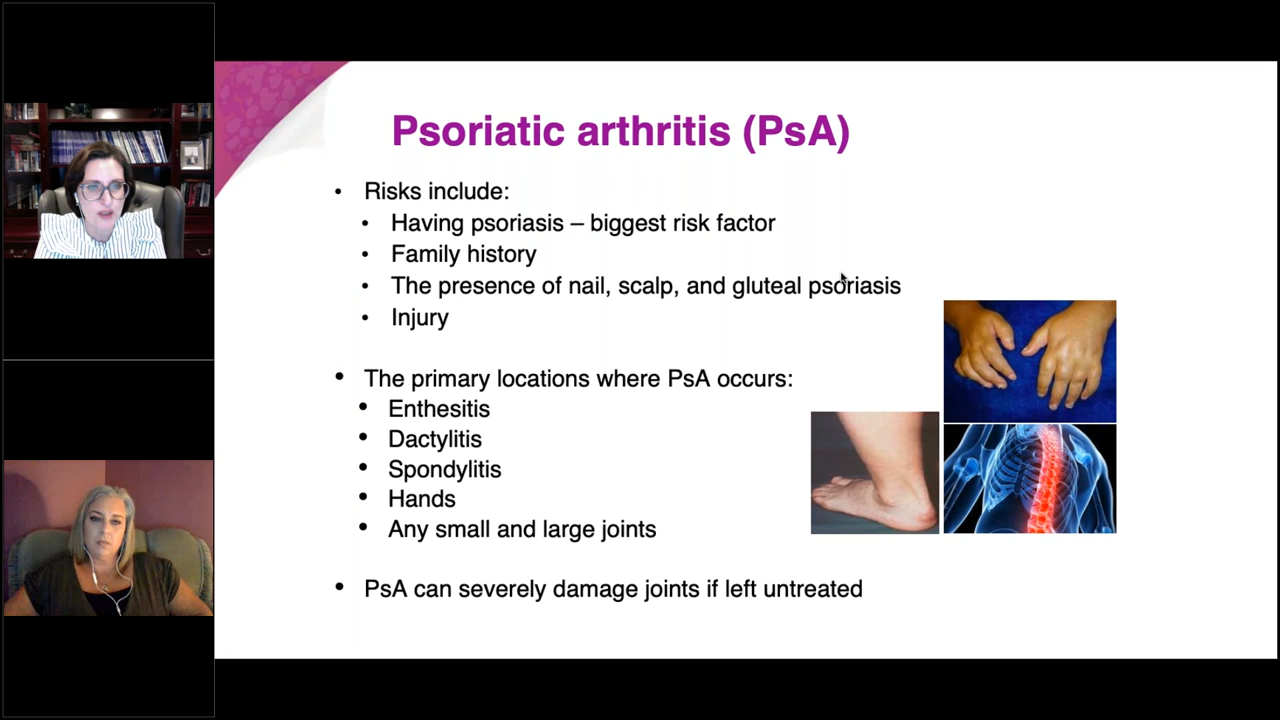 Psoriatic arthritis (PsA)
• Risks include:
• Having psoriasis – biggest risk factor
• Family history
• The presence of nail, scalp, and gluteal psoriasis
• Injury
• The primary locations where PsA occurs:
• Enthesitis
• Dactylitis
• Spondylitis
• Hands
• Any small and large joints
• PsA can severely damage joints if left untreated